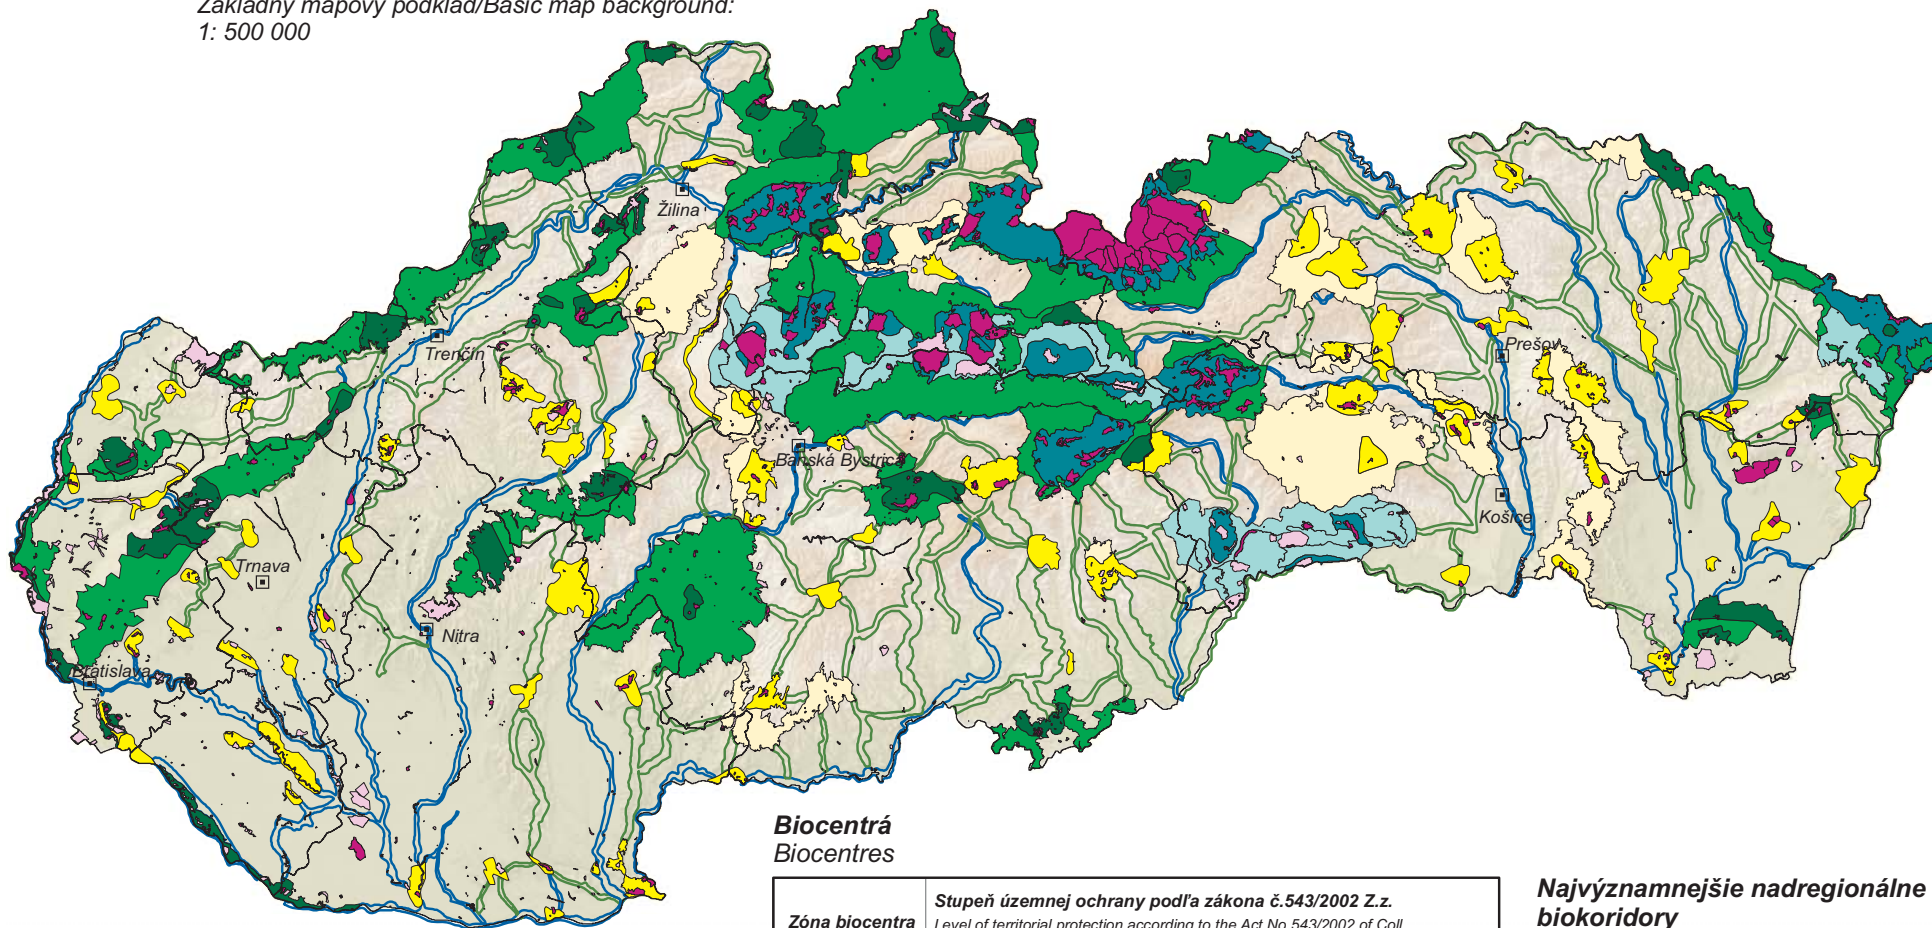 Základný mapový podklad/Basic map background:
1: 500 000
Žilina
Trenčín
Prešov
Banská Bystrica
Košice
Trnava
Nitra
Bratislava
Biocentrá
Biocentres
Zóna biocentra
Stupeň územnej ochrany podľa zákona č.543/2002 Z.z.
Level of territorial protection according to the Act No.543/2002 of Coll.
Najvýznamnejšie nadregionálne
biokoridory